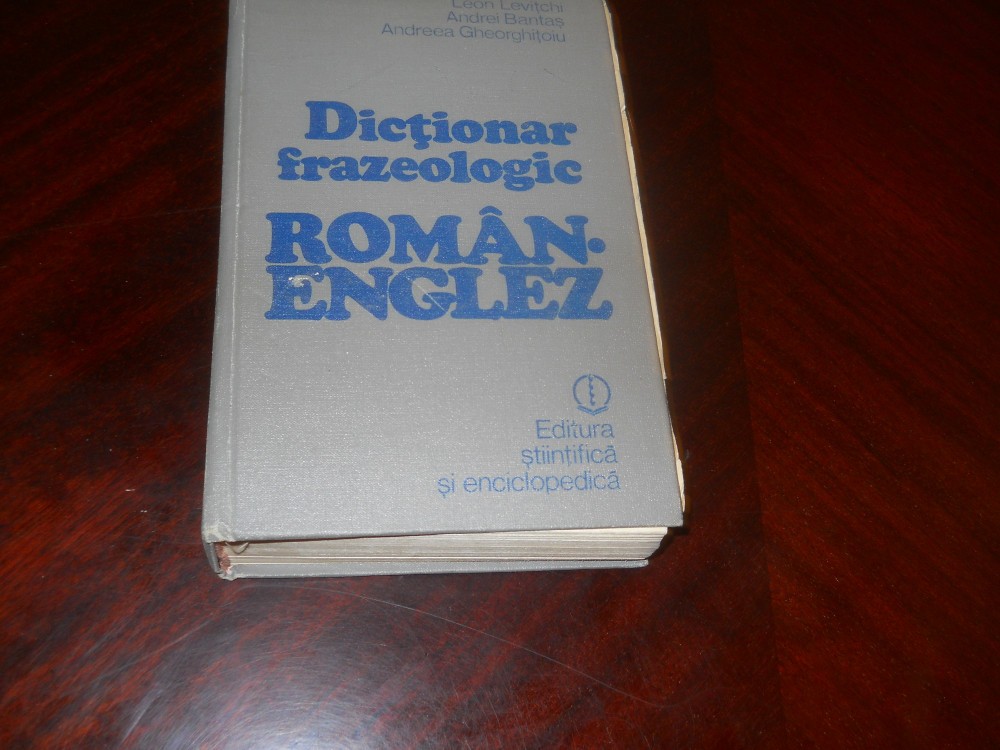 Leon Levițchi
Andrei Bantaș
Andreea Gheorghițoiu
Dicționar
frazeologic
ROMÂN-
ENGLEZ
Editura
științifică
și enciclopedică